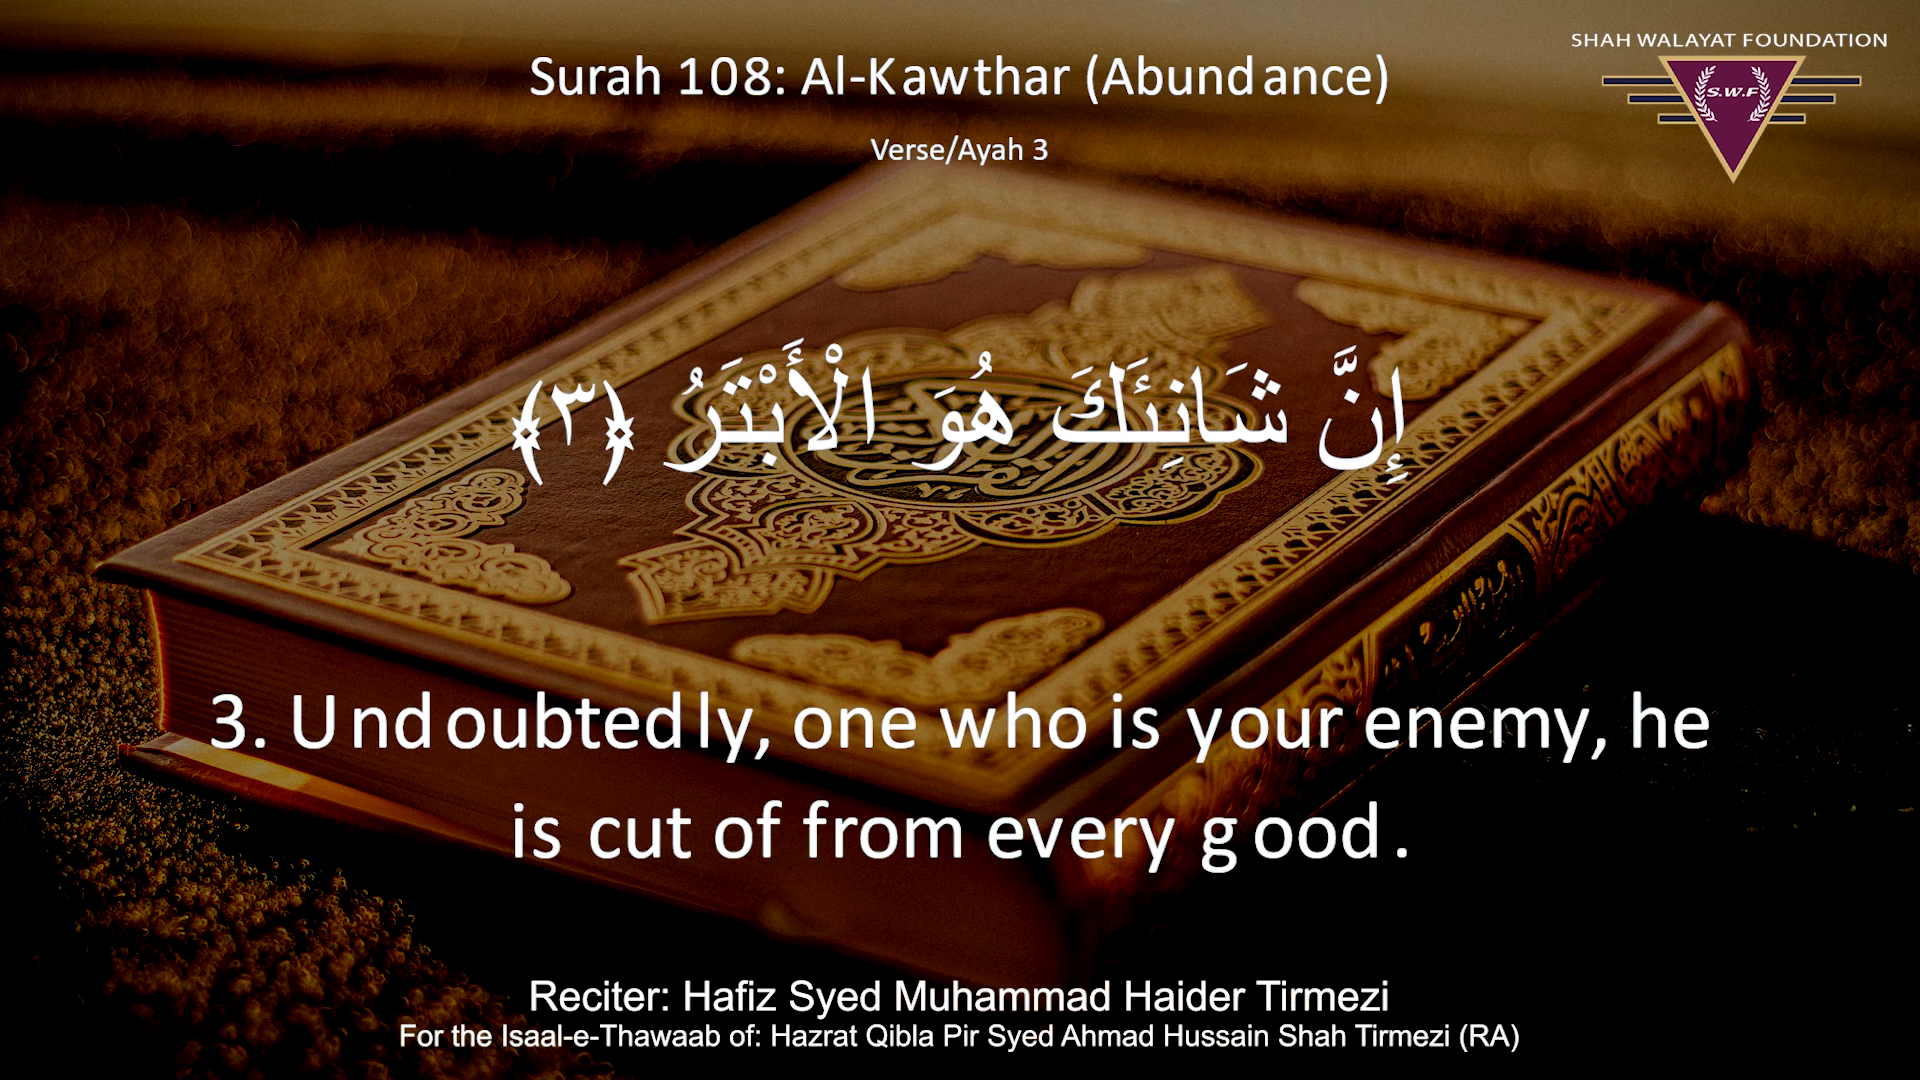 SHAH WALAYAT FOUNDATION
S.W.F
Surah 108: Al-Kawthar (Abundance)
Verse/Ayah 3
إِنَّ شَانِئَكَ هُوَ الْأَبْتَرُ ﴿٣﴾
3. Undoubtedly, one who is your enemy, he
is cut of from every good.
Reciter: Hafiz Syed Muhammad Haider Tirmezi
For the Isaal-e-Thawaab of: Hazrat Qibla Pir Syed Ahmad Hussain Shah Tirmezi (RA)